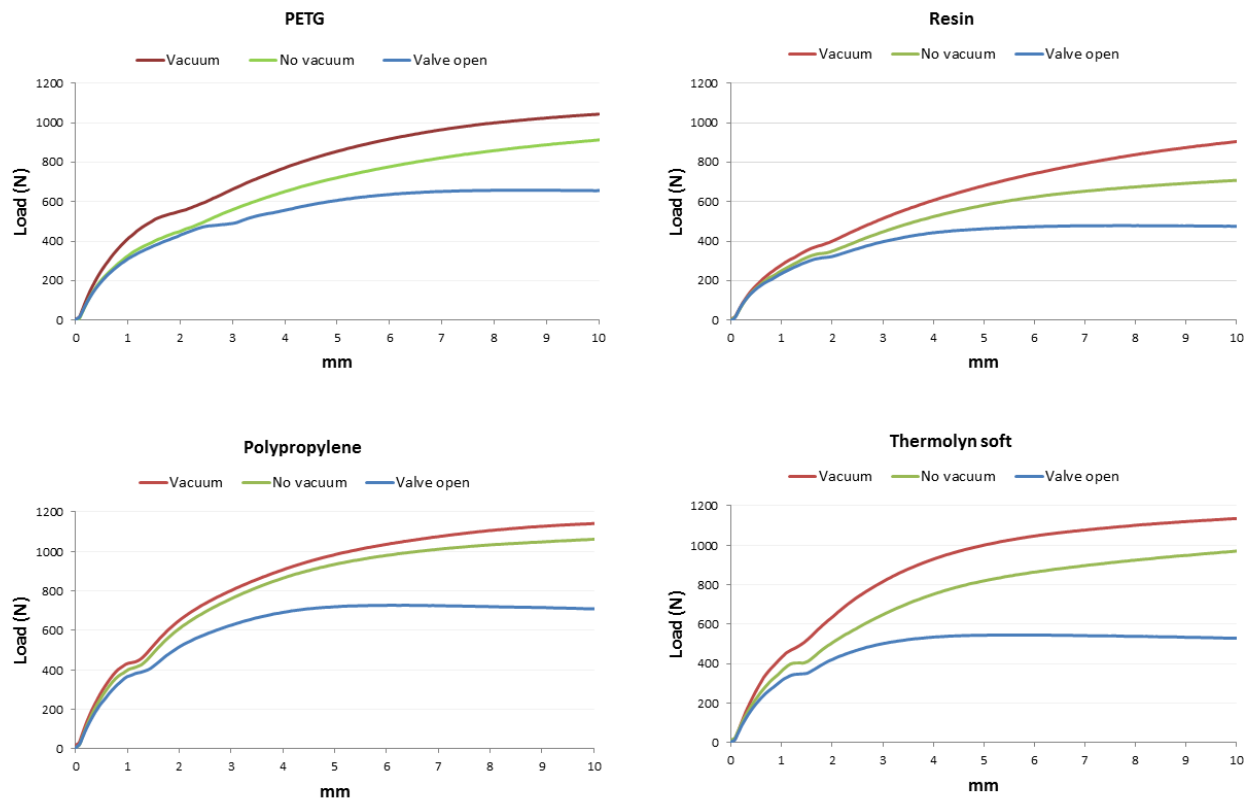 PETG
Vacuum No vacuum Valve open
1200
1000
800
600
400
200
0
Load (N)
0 1 2 3 4 5 6 7 8 9 10
mm
Resin
Vacuum No vacuum Valve open
1200
1000
800
600
400
200
0
Load (N)
0 1 2 3 4 5 6 7 8 9 10
mm
Polypropylene
Vacuum No vacuum Valve open
1200
1000
800
600
400
200
0
Load (N)
0 1 2 3 4 5 6 7 8 9 10
mm
Thermolyn soft
Vacuum No vacuum Valve open
1200
1000
800
600
400
200
0
Load (N)
0 1 2 3 4 5 6 7 8 9 10
mm